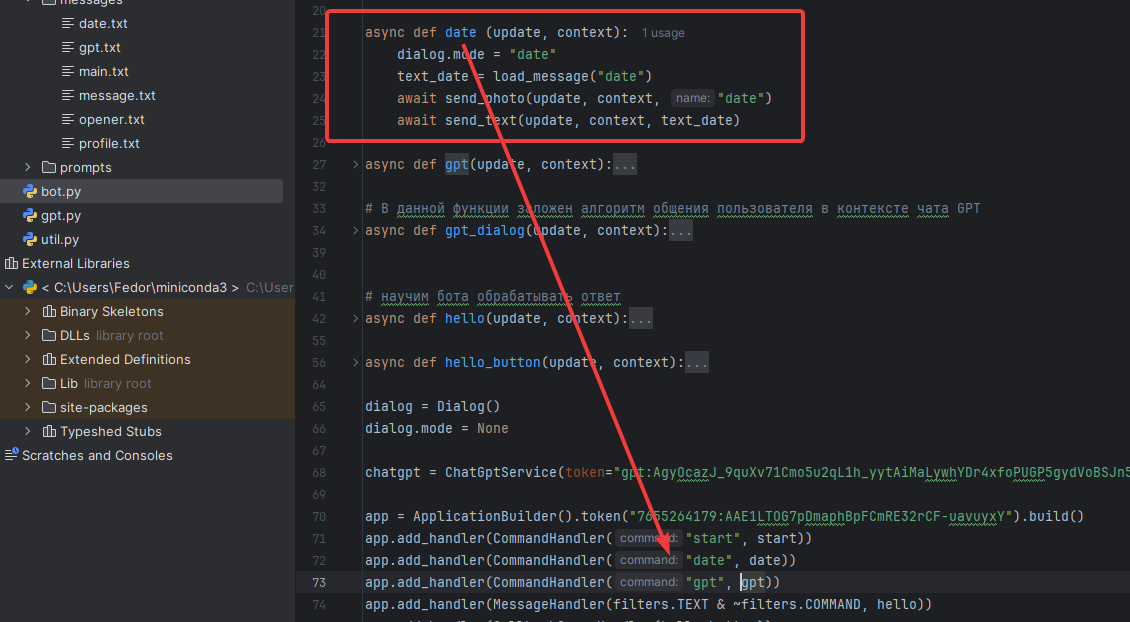 messages
date.txt
gpt.txt
main.txt
message.txt
opener.txt
profile.txt
prompts
bot.py
gpt.py
util.py
External Libraries
< C:\Users\Fedor\miniconda3 > C:\User
Binary Skeletons
DLLs library root
Extended Definitions
Lib library root
site-packages
Typeshed Stubs
Scratches and Consoles
20
21 async def date (update, context): 1 usage
22 dialog.mode = "date"
23 text_date = load_message("date")
24 await send_photo(update, context, name: "date")
25 await send_text(update, context, text_date)
26
27 async def gpt(update, context):...
32
33 # В данной функции заложен алгоритм общения пользователя в контексте чата GPT
34 async def gpt_dialog(update, context):...
39
40
41 # научим бота обрабатывать ответ
42 async def hello(update, context):...
55
56 async def hello_button(update, context):...
64
65 dialog = Dialog()
66 dialog.mode = None
67
68 chatgpt = ChatGptService(token="gpt:AgyOcazJ_9quXv71Cmo5u2qL1h_yytAiMaLywhYDr4xfoPUGP5gydVoBSJn5
69
70 app = ApplicationBuilder().token("7655264179:AAE1LTOG7pDmaphBpFCmRE32rCF-uavuyxY").build()
71 app.add_handler(CommandHandler( command: "start", start))
72 app.add_handler(CommandHandler( command: "date", date))
73 app.add_handler(CommandHandler( command: "gpt", gpt))
74 app.add_handler(MessageHandler(filters.TEXT & ~filters.COMMAND, hello))